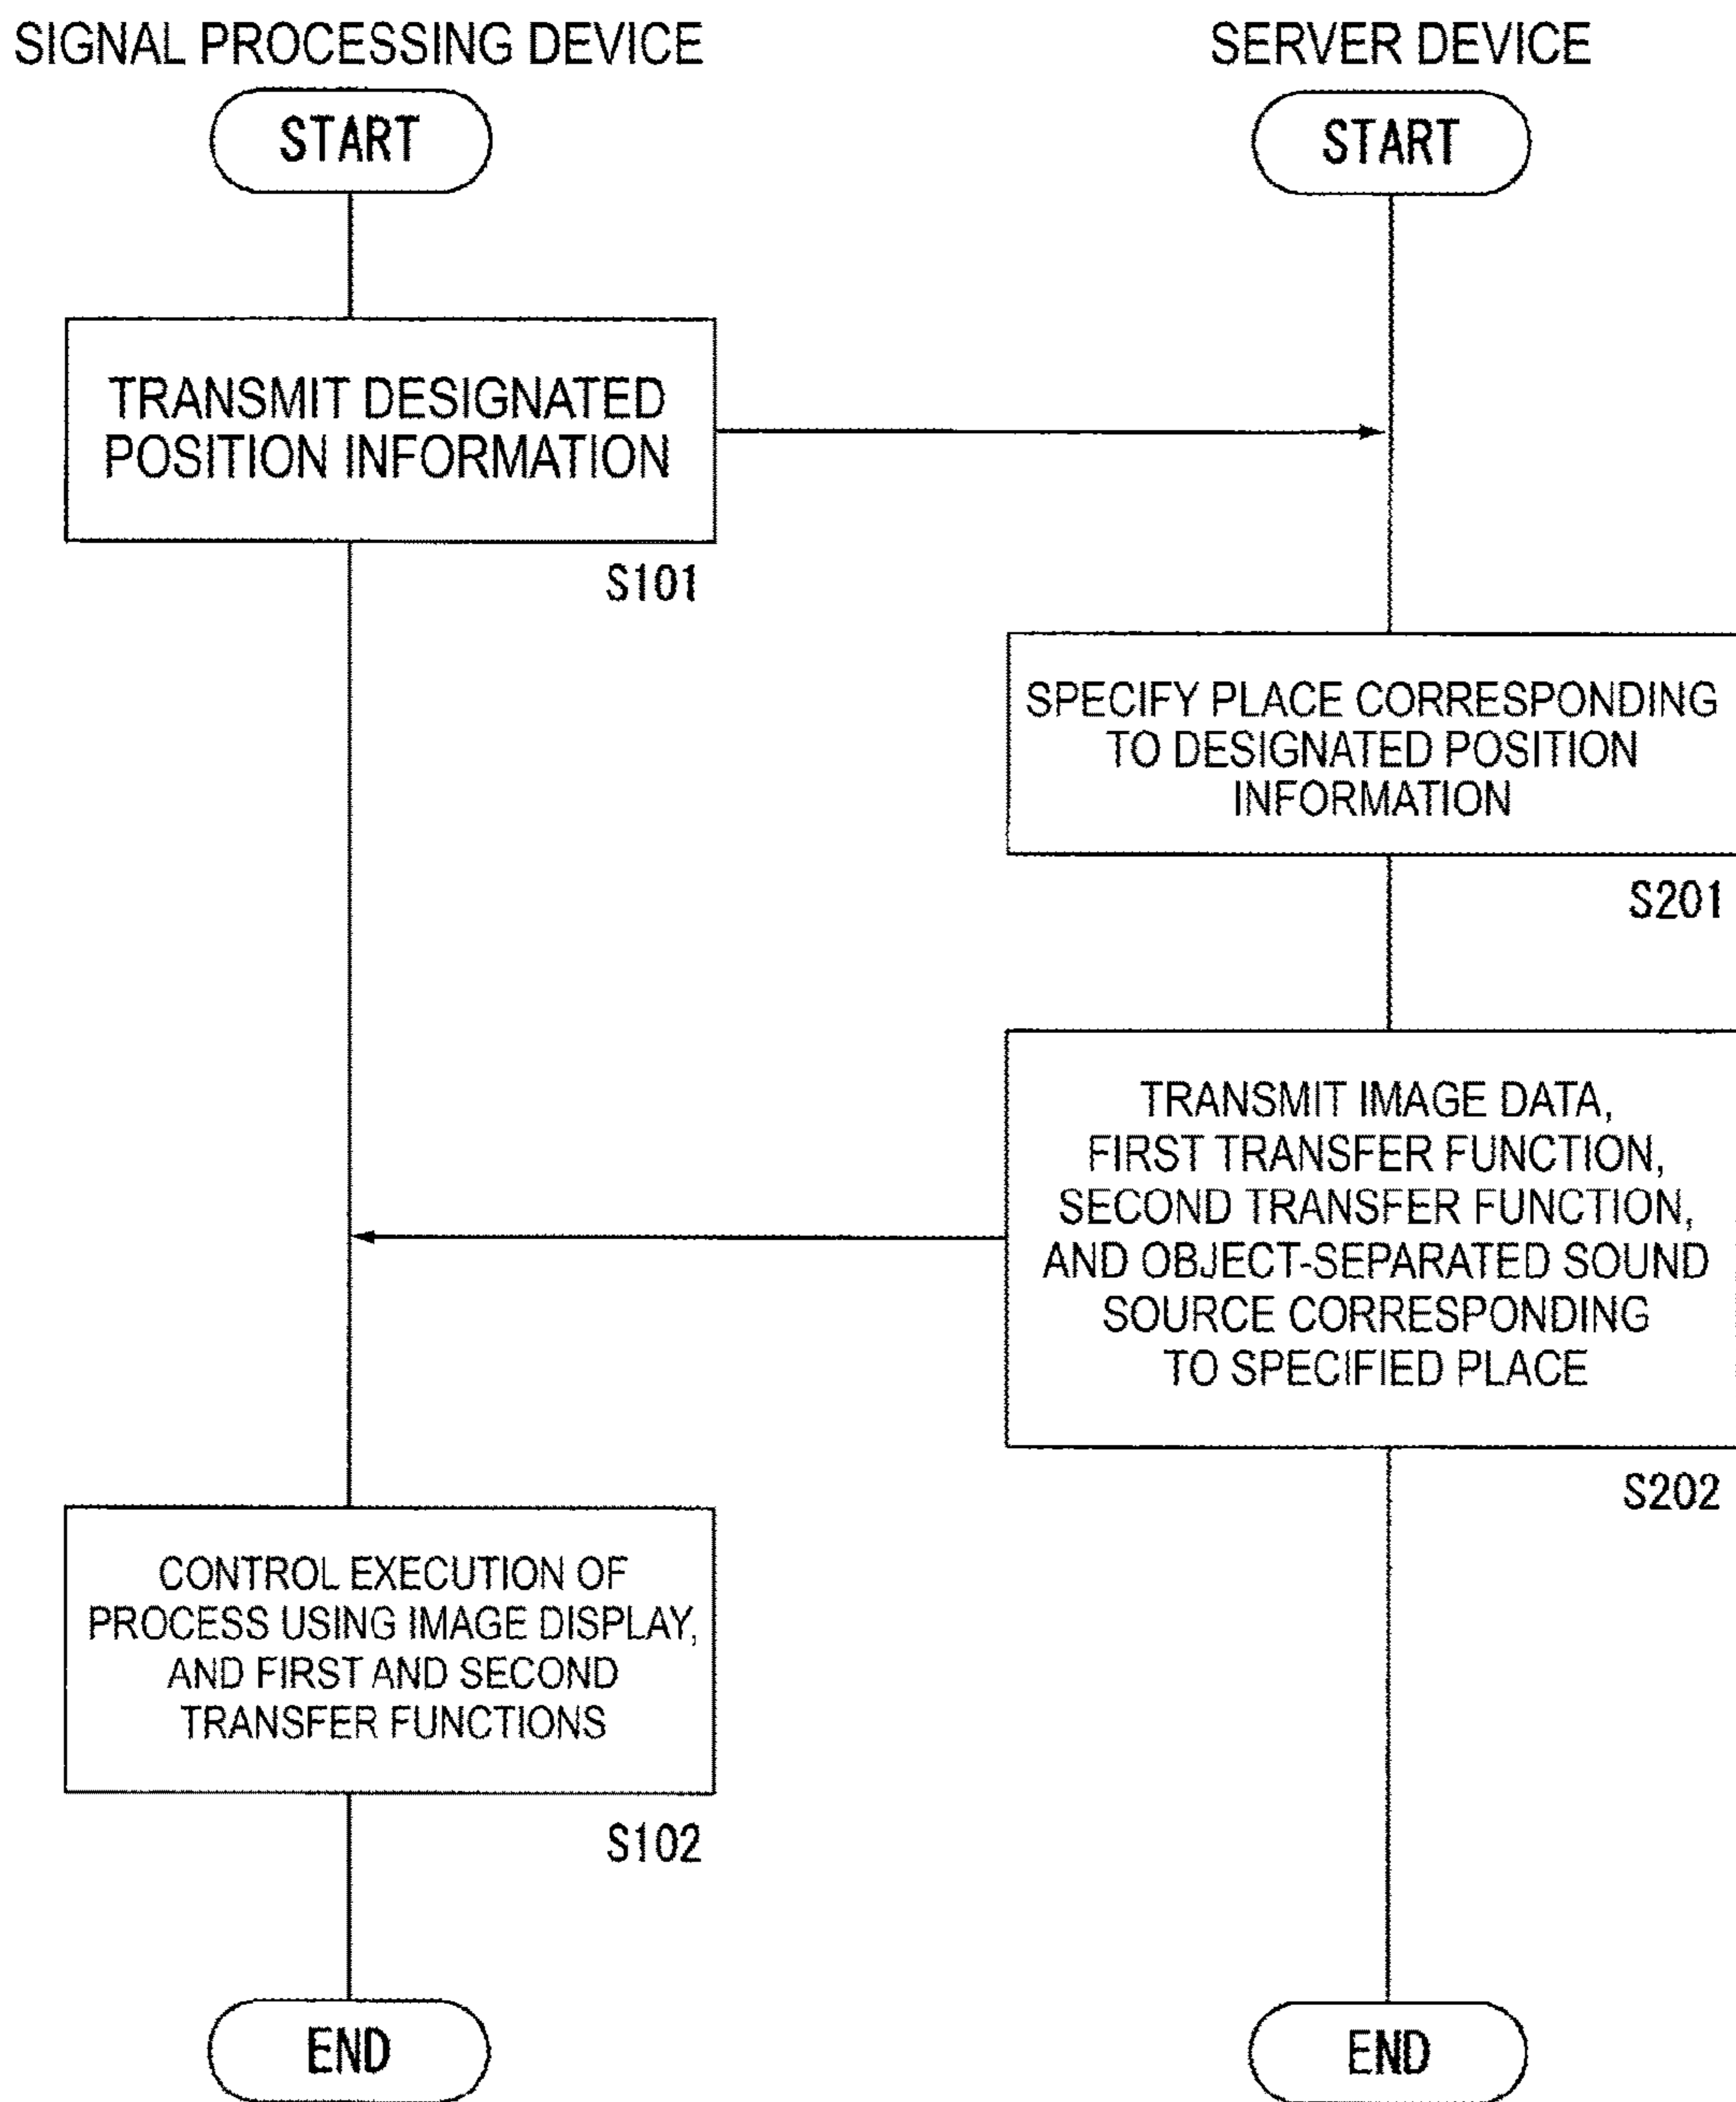 SIGNAL PROCESSING DEVICE
SERVER DEVICE
START
START
TRANSMIT DESIGNATED
POSITION INFORMATION
S101
SPECIFY PLACE CORRESPONDING
TO DESIGNATED POSITION
INFORMATION
S201
TRANSMIT IMAGE DATA,
FIRST TRANSFER FUNCTION,
SECOND TRANSFER FUNCTION,
AND OBJECT-SEPARATED SOUND
SOURCE CORRESPONDING
TO SPECIFIED PLACE
S202
CONTROL EXECUTION OF
PROCESS USING IMAGE DISPLAY,
AND FIRST AND SECOND
TRANSFER FUNCTIONS
S102
END
END